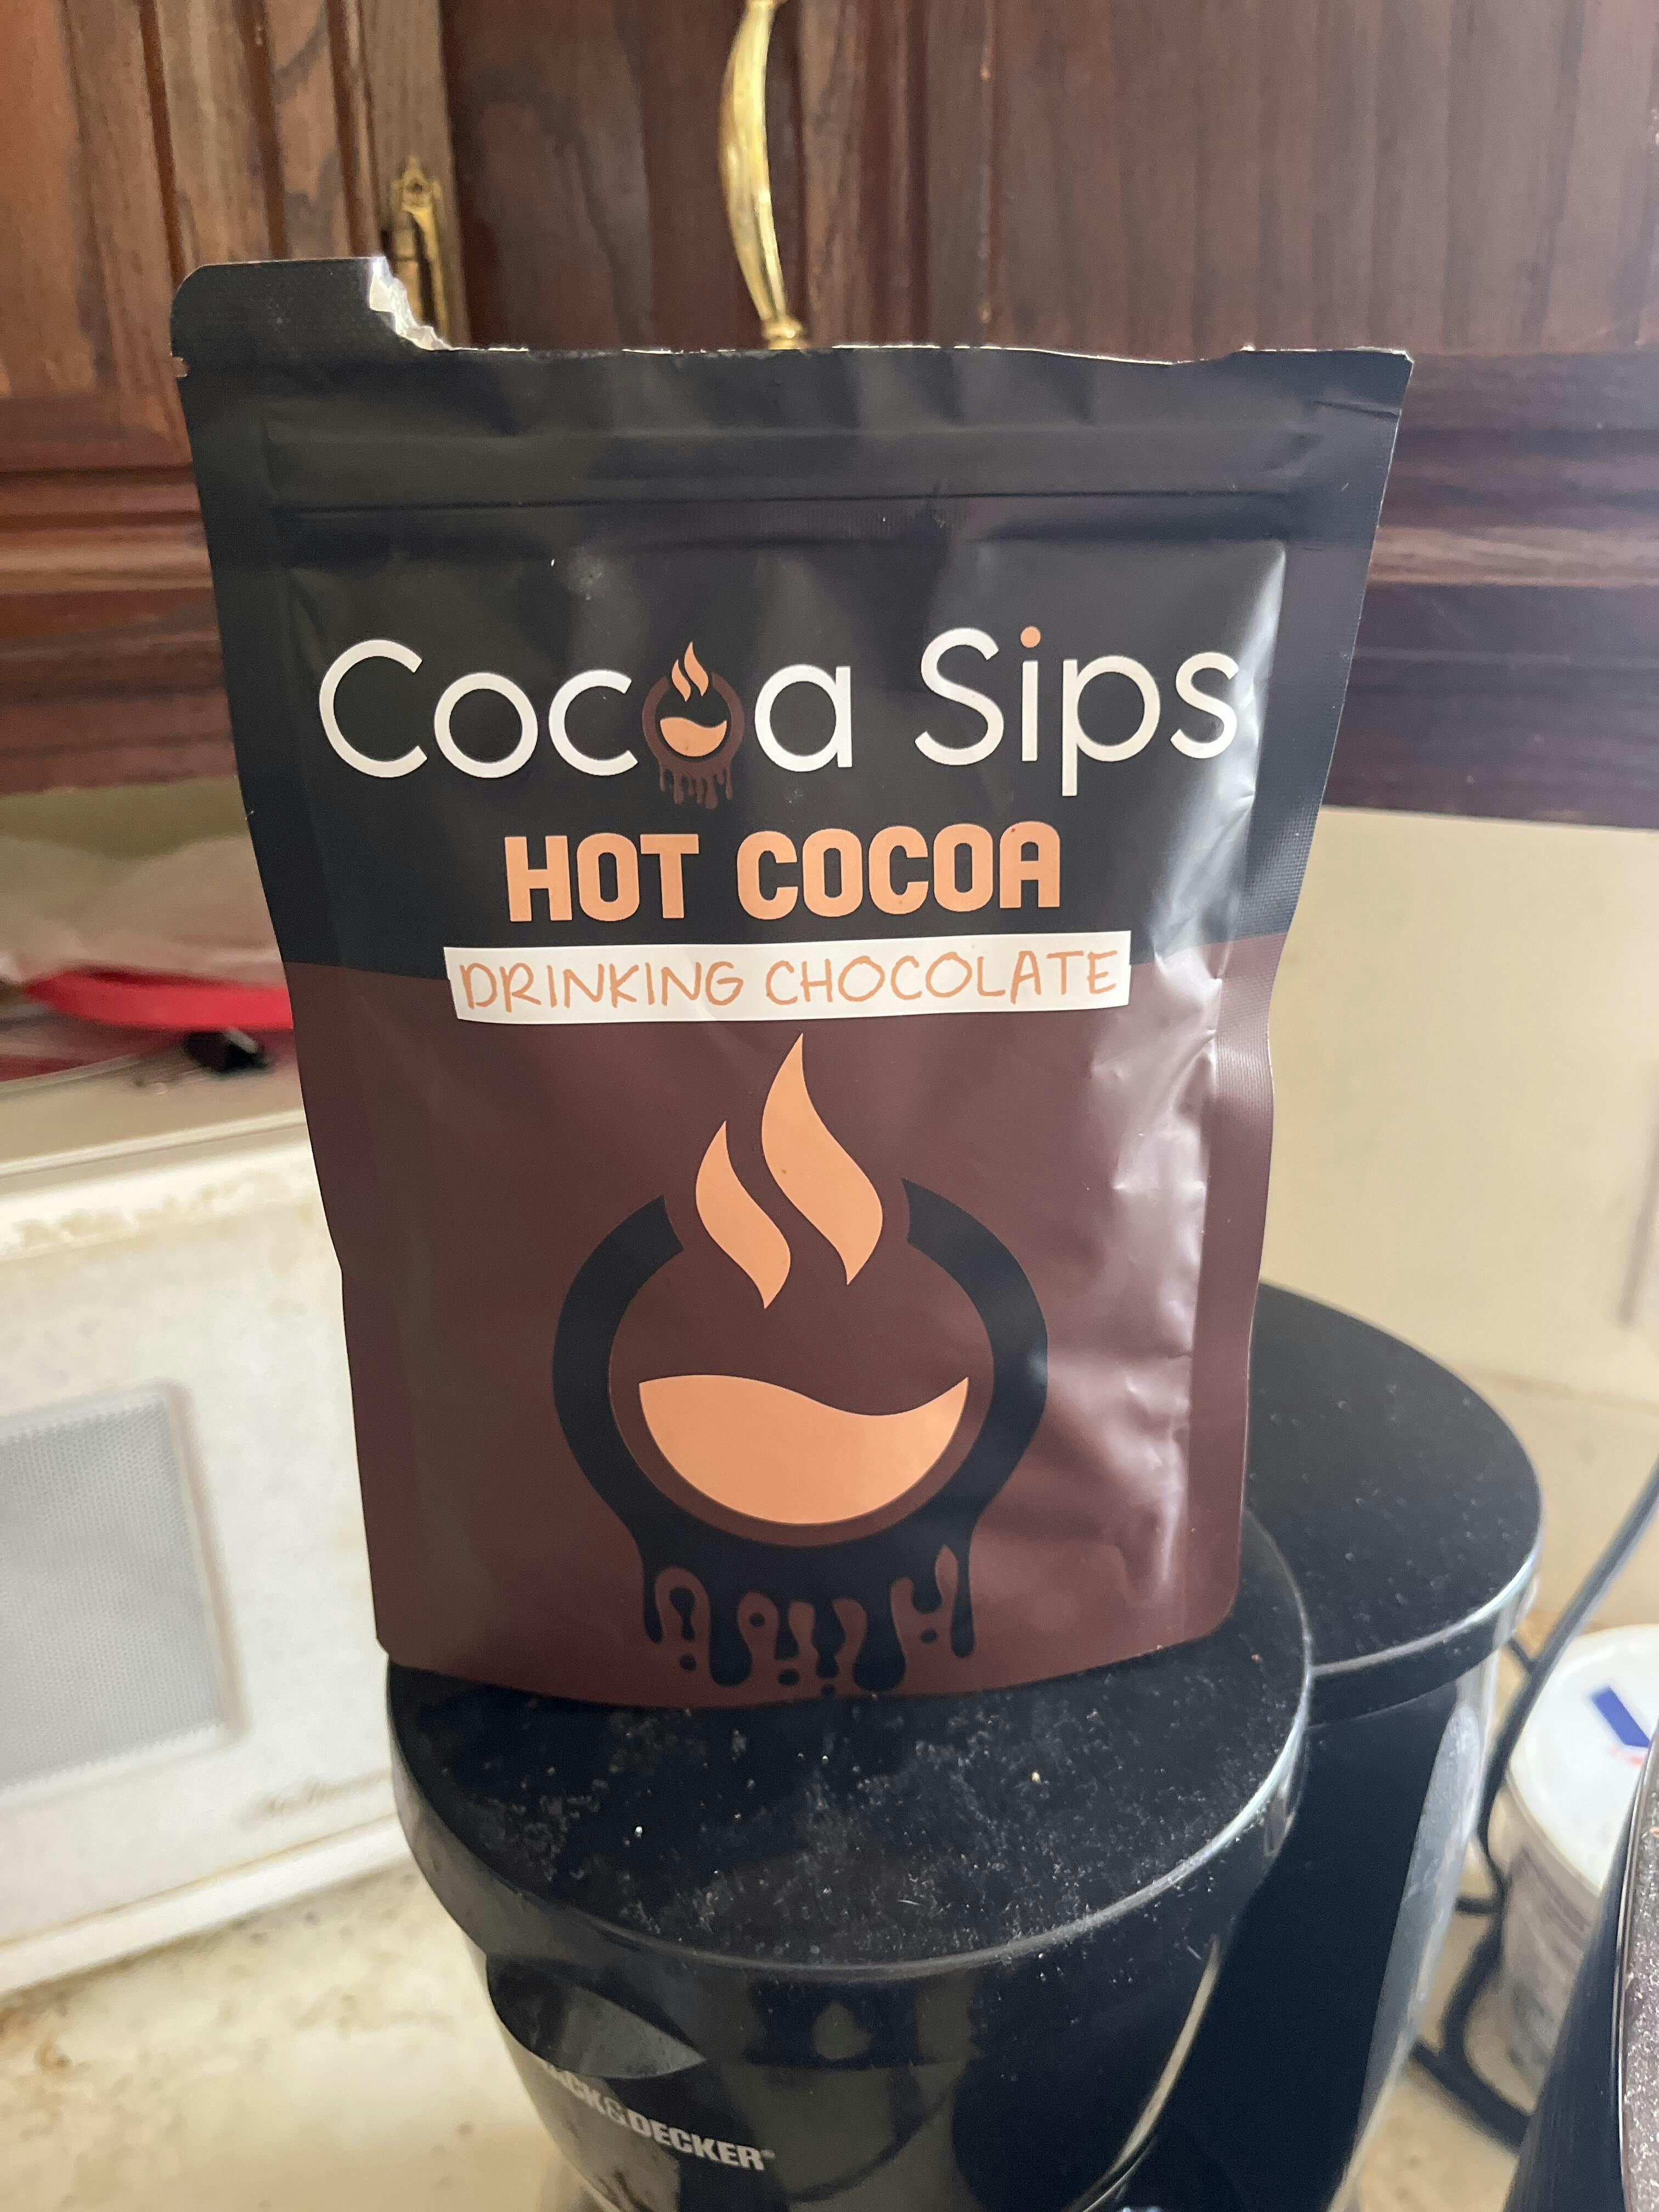 Cocoa Sips
HOT COCOA
DRINKING CHOCOLATE
BLACK&DECKER®